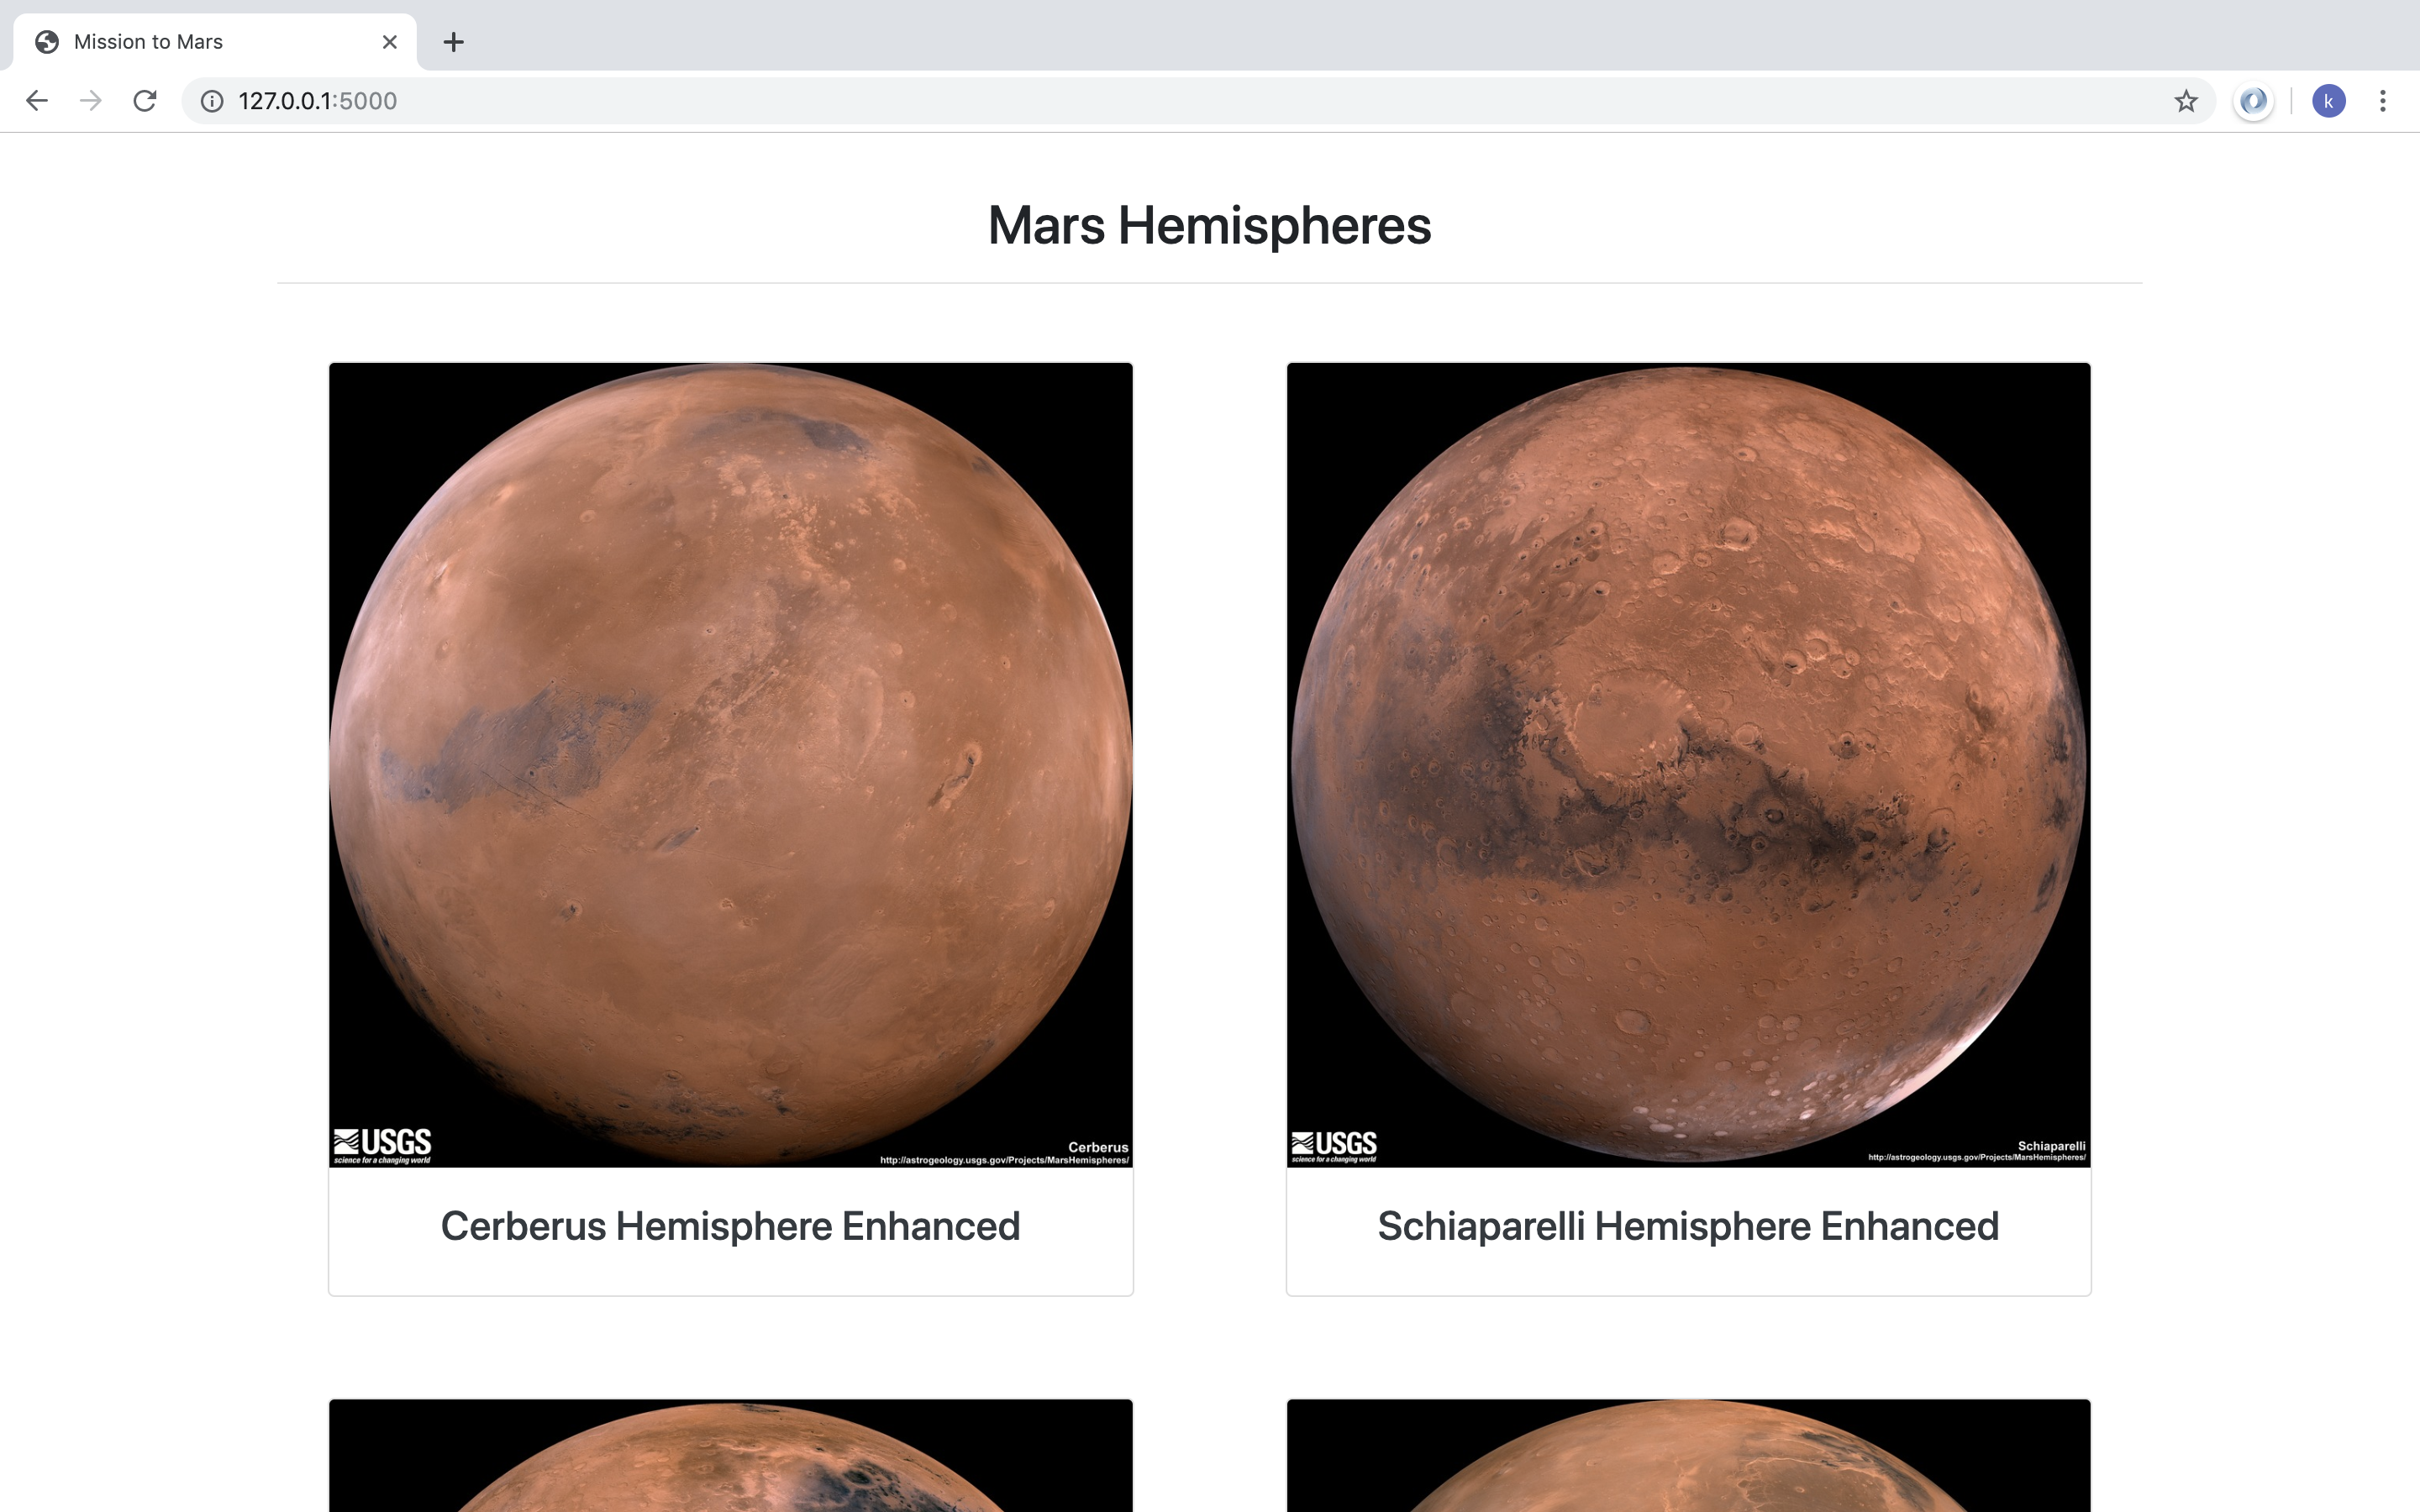 Mission to Mars
127.0.0.1:5000
k
Mars Hemispheres
USGS
science for a changing world
Cerberus
http://astrogeology.usgs.gov/Projects/MarsHemispheres/
Cerberus Hemisphere Enhanced
USGS
science for a changing world
Schiaparelli
http://astrogeology.usgs.gov/Projects/MarsHemispheres/
Schiaparelli Hemisphere Enhanced